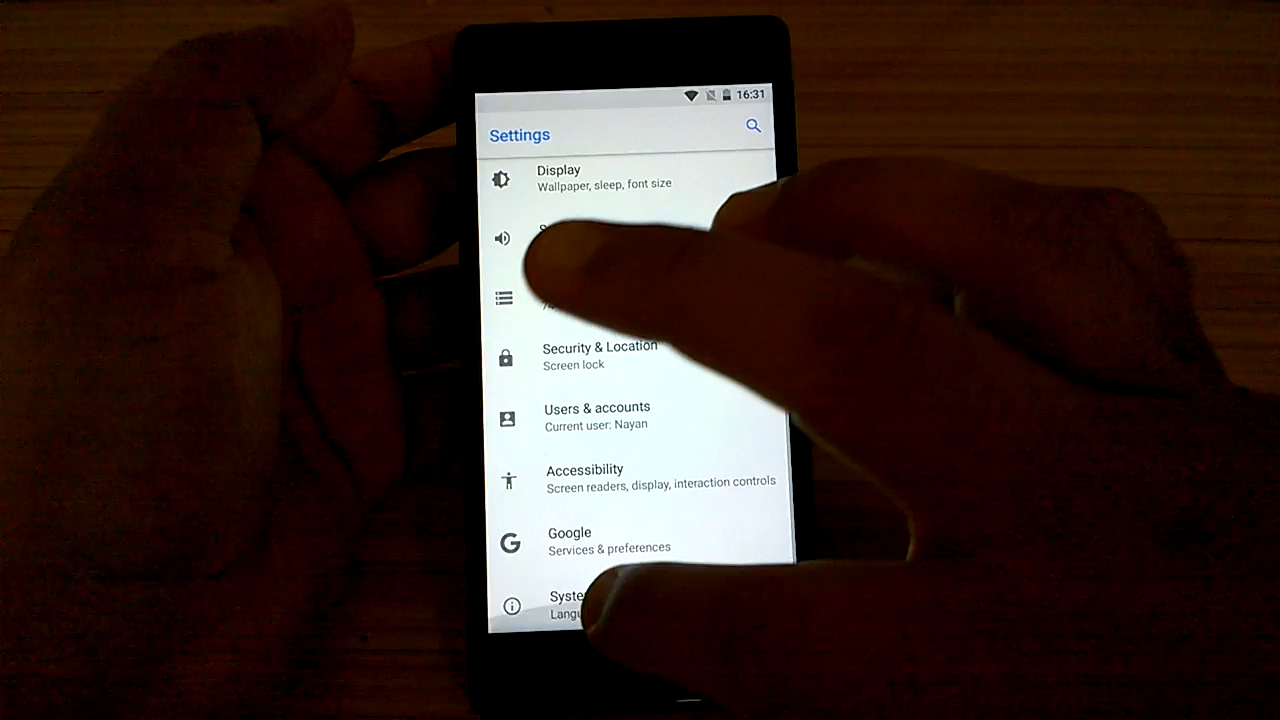 16:31
Settings
Display
Wallpaper, sleep, font size
Security & Location
Screen lock
Users & accounts
Current user: Nayan
Accessibility
Screen readers, display, interaction controls
Google
Services & preferences